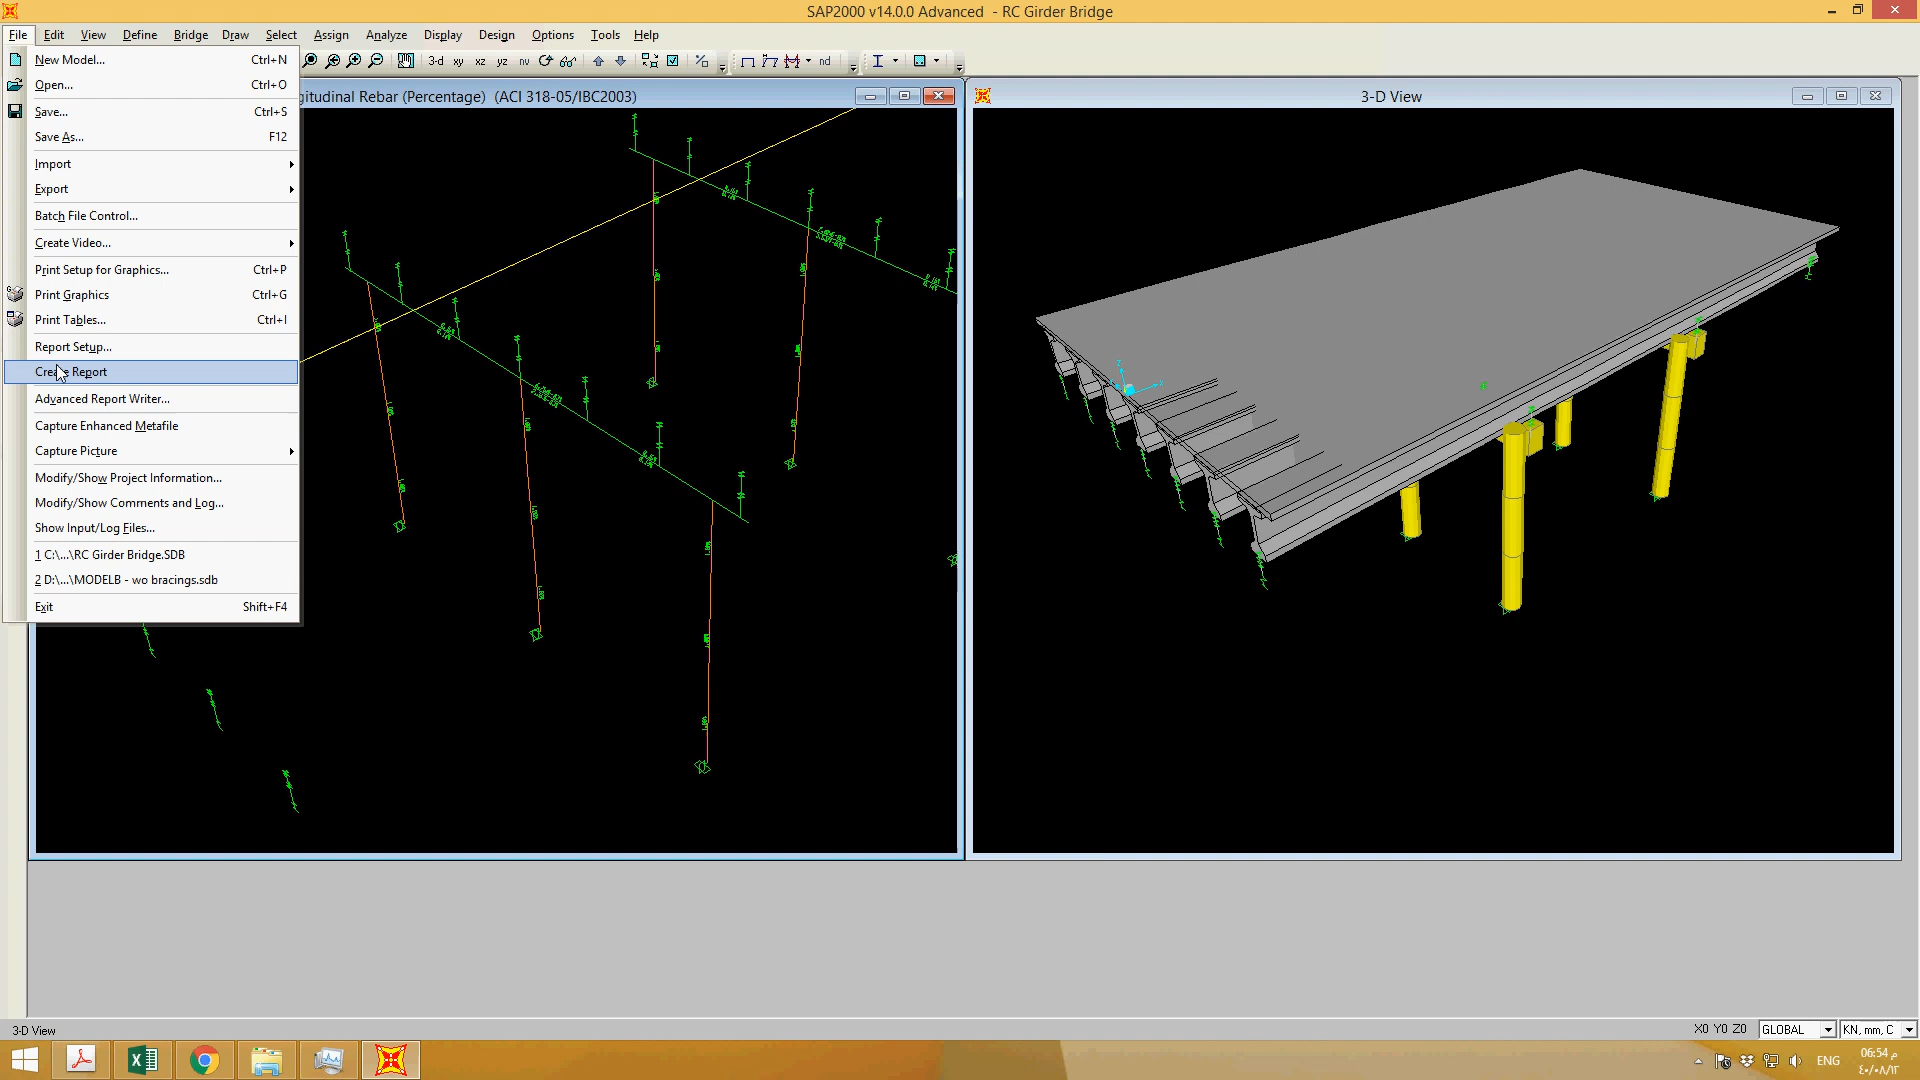 SAP2000 v14.0.0 Advanced - RC Girder Bridge
File Edit View Define Bridge Draw Select Assign Analyze Display Design Options Tools Help
3-d xy xz yz nv nd
New Model... Ctrl+N
Open... Ctrl+O
Save... Ctrl+S
Save As... F12
Import
Export
Batch File Control...
Create Video...
Print Setup for Graphics... Ctrl+P
Print Graphics Ctrl+G
Print Tables... Ctrl+I
Report Setup...
Create Report
Advanced Report Writer...
Capture Enhanced Metafile
Capture Picture
Modify/Show Project Information...
Modify/Show Comments and Log...
Show Input/Log Files...
1 C:\...\RC Girder Bridge.SDB
2 D:\...\MODELB - wo bracings.sdb
Exit Shift+F4
gitudinal Rebar (Percentage) (ACI 318-05/IBC2003)
3-D View
3-D View
X0 Y0 Z0 GLOBAL KN, mm, C
ENG
06:54 م
٤٠/٠٨/١٢